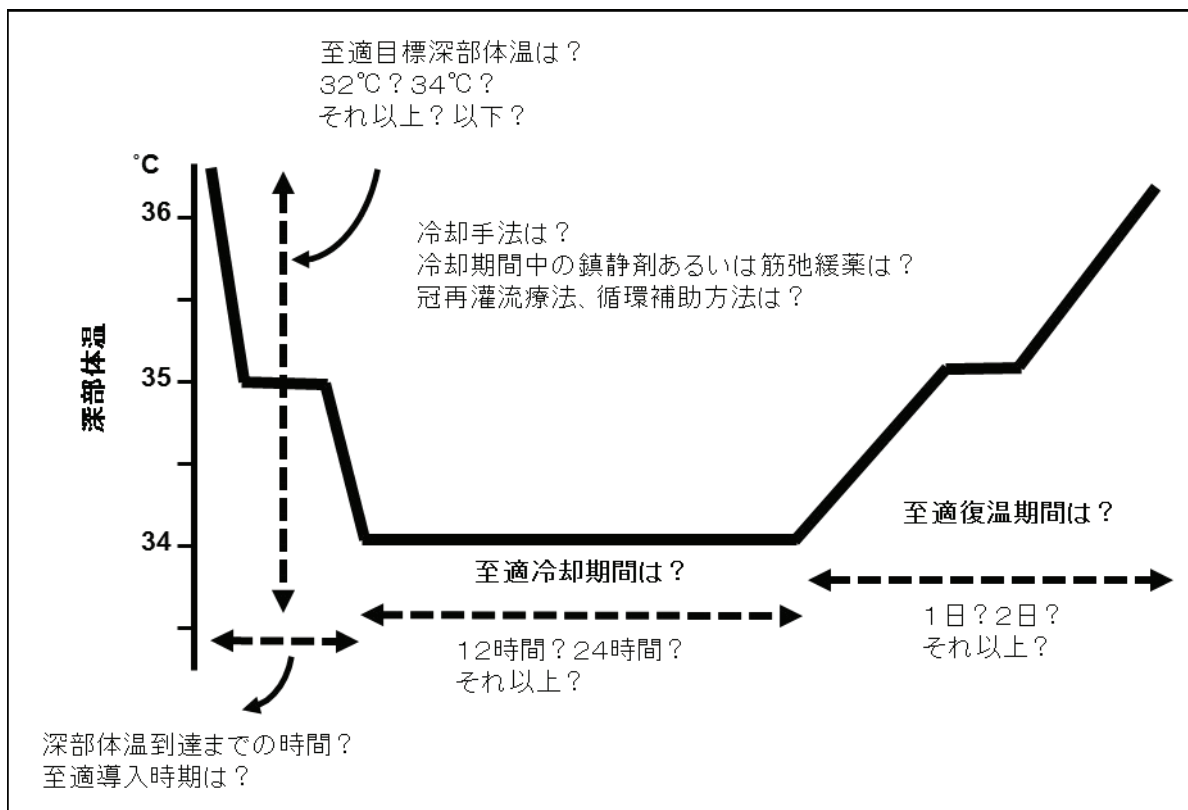 至適目標深部体温は？
３２℃？３４℃？
それ以上？以下？
℃
36
冷却手法は？
冷却期間中の鎮静剤あるいは筋弛緩薬は？
冠再灌流療法、循環補助方法は？
深部体温
35
34
至適冷却期間は？
１２時間？２４時間？
それ以上？
至適復温期間は？
１日？２日？
それ以上？
深部体温到達までの時間？
至適導入時期は？